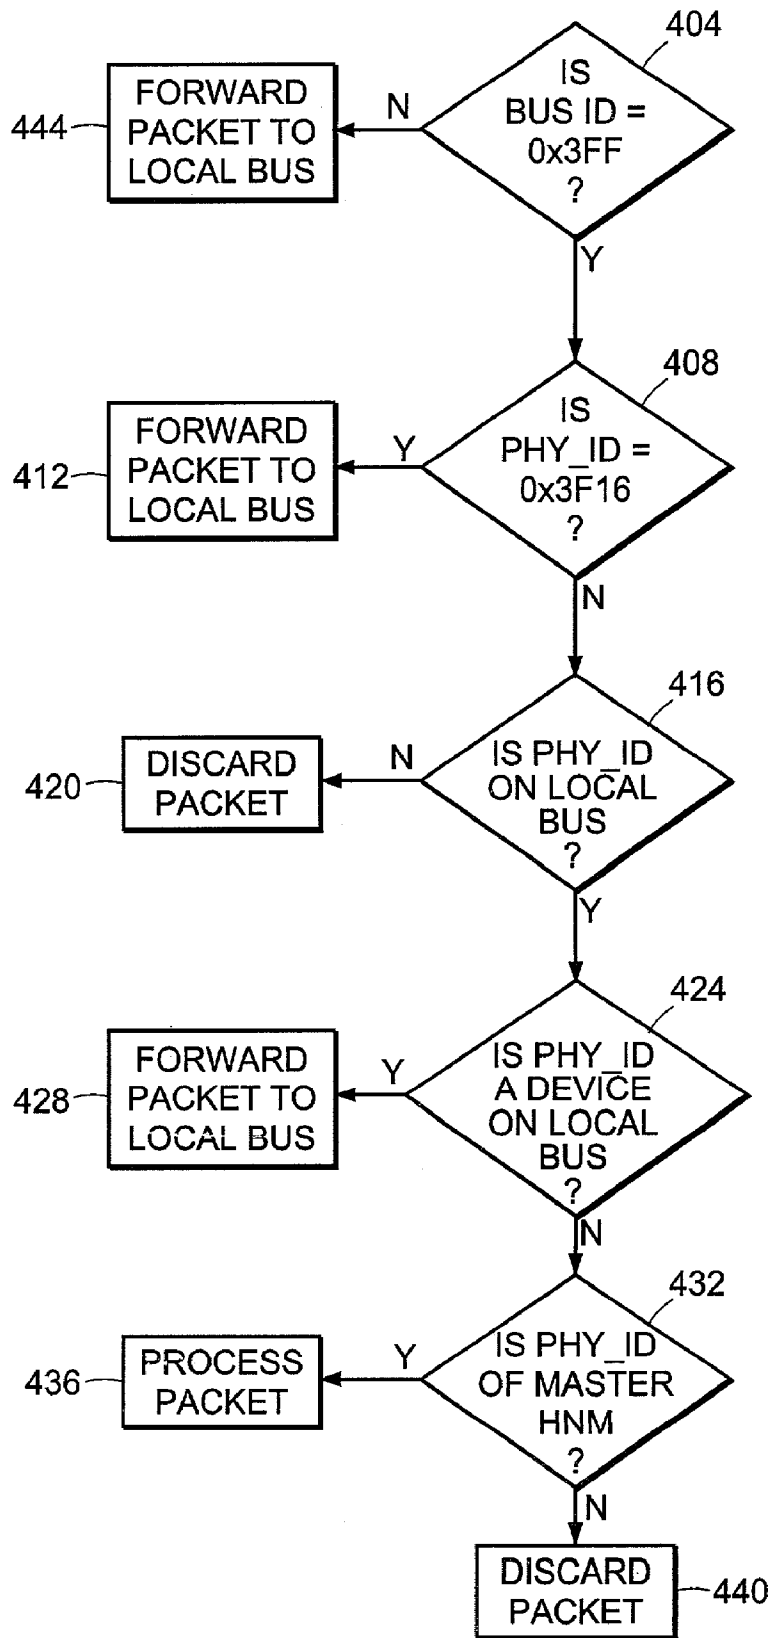 404
IS
BUS ID =
0x3FF
?
N
FORWARD
PACKET TO
LOCAL BUS
444
Y
408
IS
PHY_ID =
0x3F16
?
Y
FORWARD
PACKET TO
LOCAL BUS
412
N
416
IS PHY_ID
ON LOCAL
BUS
?
N
DISCARD
PACKET
420
Y
424
IS PHY_ID
A DEVICE
ON LOCAL
BUS
?
Y
FORWARD
PACKET TO
LOCAL BUS
428
N
432
IS PHY_ID
OF MASTER
HNM
?
Y
PROCESS
PACKET
436
N
DISCARD
PACKET
440